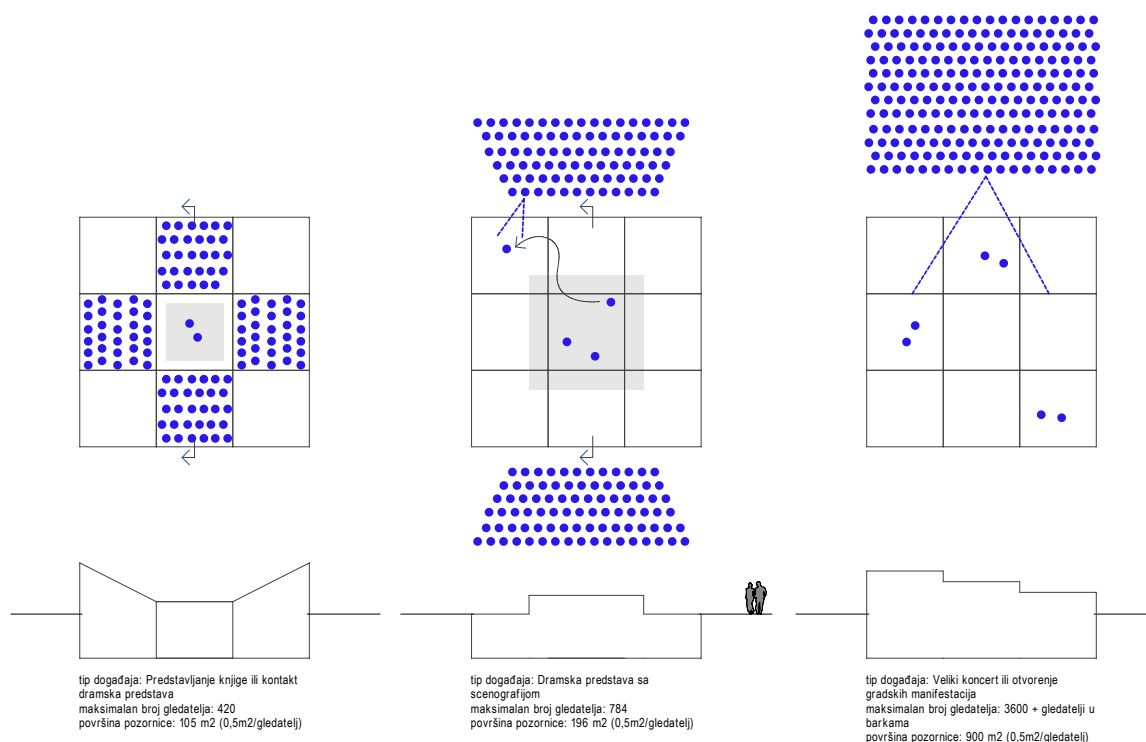 tip događaja: Predstavljanje knjige ili kontakt
dramska predstava
maksimalan broj gledatelja: 420
površina pozornice: 105 m2 (0,5m2/gledatelj)
tip događaja: Dramska predstava sa
scenografijom
maksimalan broj gledatelja: 784
površina pozornice: 196 m2 (0,5m2/gledatelj)
tip događaja: Veliki koncert ili otvorenje
gradskih manifestacija
maksimalan broj gledatelja: 3600 + gledatelji u
barkama
površina pozornice: 900 m2 (0,5m2/gledatelj)